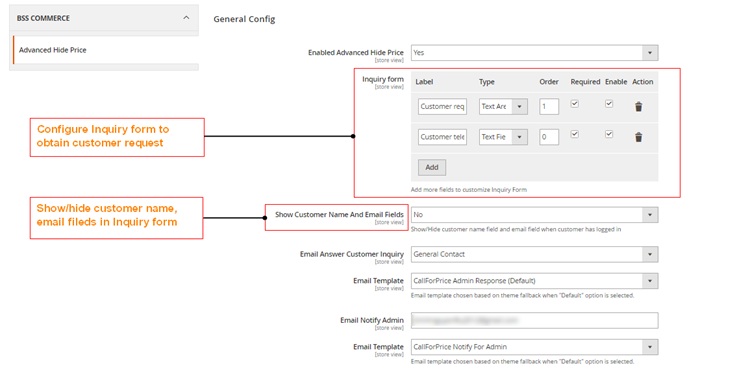 BSS COMMERCE
Advanced Hide Price
General Config
Enabled Advanced Hide Price
[store view]
Yes
Inquiry form
[store view]
Label Type Order Required Enable Action
Customer req Text Are 1
Customer tele Text Fie 0
Add
Add more fields to customize Inquiry Form
Configure Inquiry form to
obtain customer request
Show/hide customer name,
email fileds in Inquiry form
Show Customer Name And Email Fields
[store view]
No
Show/Hide customer name field and email field when customer has logged in
Email Answer Customer Inquiry
[store view]
General Contact
Email Template
[store view]
CallForPrice Admin Response (Default)
Email template chosen based on theme fallback when "Default" option is selected.
Email Notify Admin
[store view]
Email Template
[store view]
CallForPrice Notify For Admin
Email template chosen based on theme fallback when "Default" option is selected.